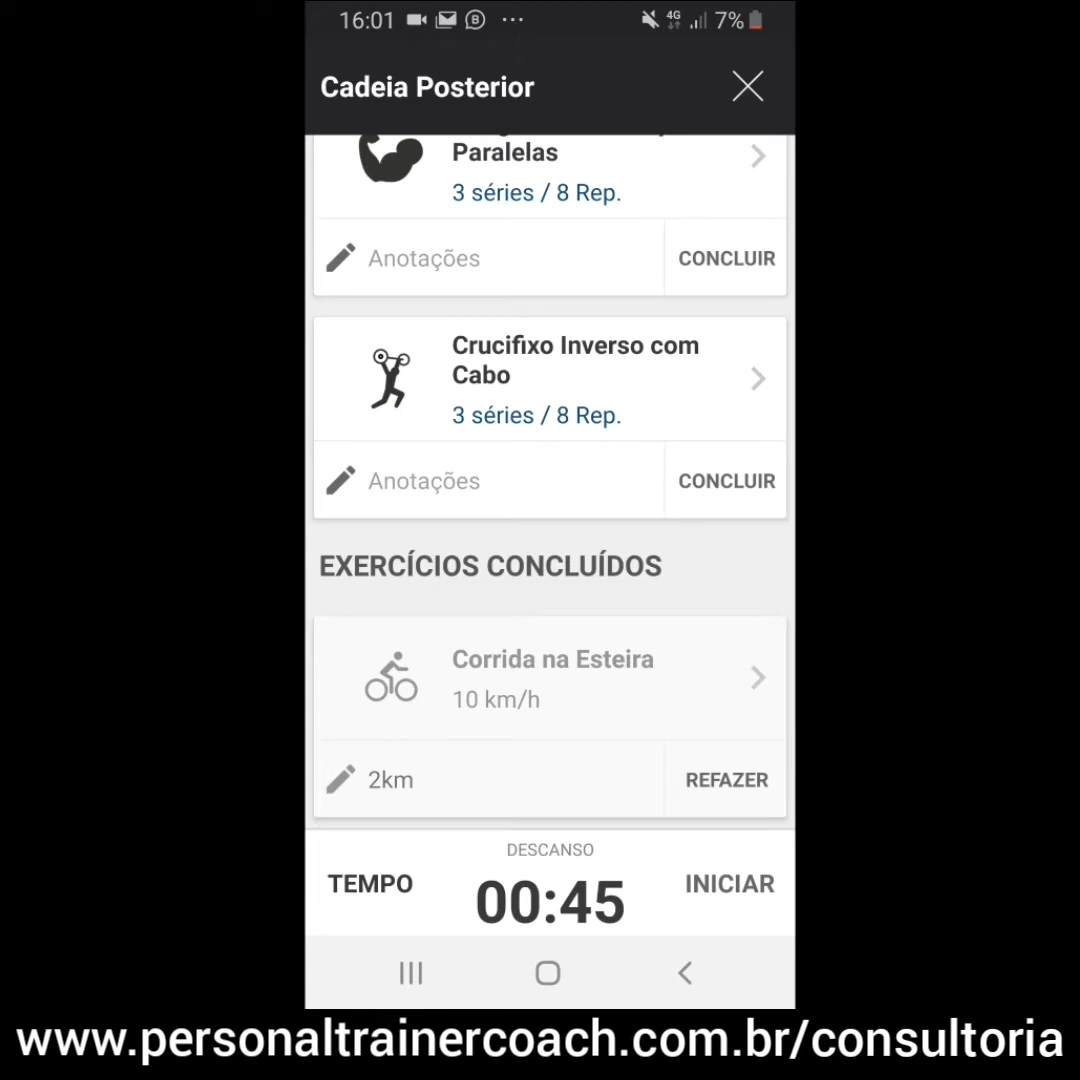 16:01
4G
7%
Cadeia Posterior
Paralelas
3 séries / 8 Rep.
Anotações
CONCLUIR
Crucifixo Inverso com
Cabo
3 séries / 8 Rep.
Anotações
CONCLUIR
EXERCÍCIOS CONCLUÍDOS
Corrida na Esteira
10 km/h
2km
REFAZER
DESCANSO
TEMPO
00:45
INICIAR
www.personaltrainercoach.com.br/consultoria